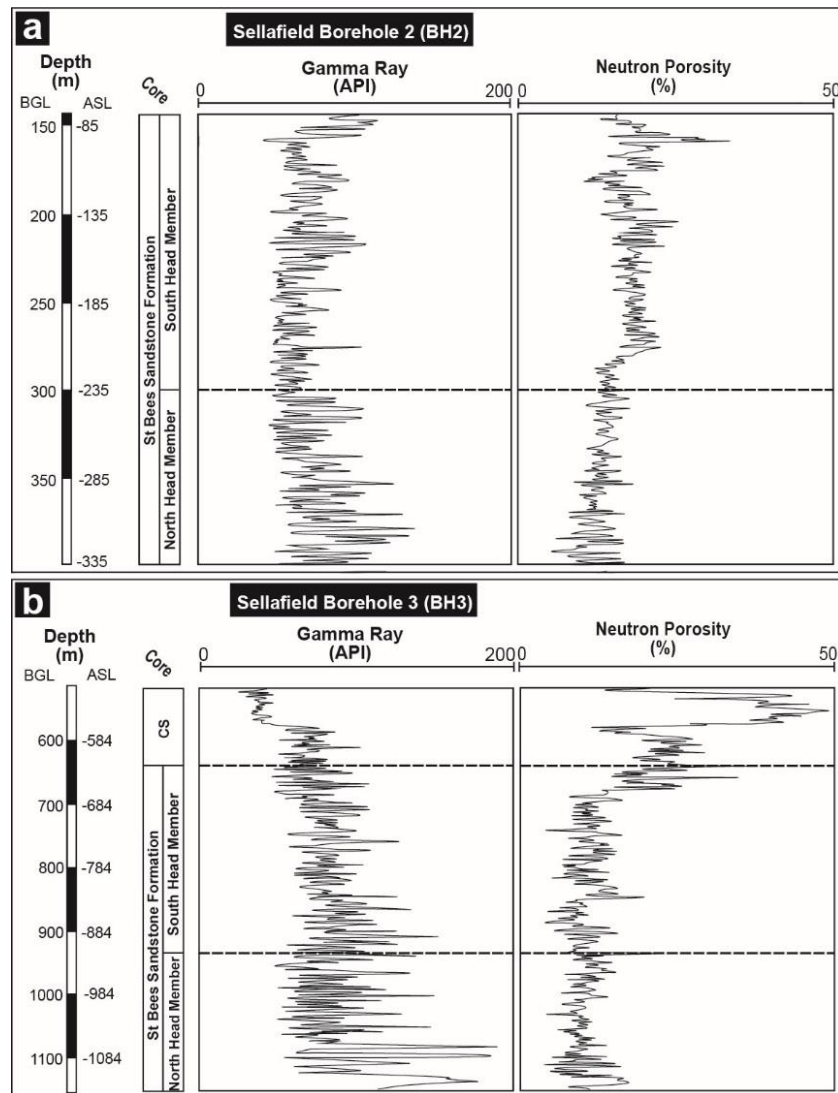 a
Sellafield Borehole 2 (BH2)
Depth
(m)
BGL ASL
Core
Gamma Ray
(API)
0 200
Neutron Porosity
(%)
0 50
150 -85
200 -135
250 -185
300 -235
350 -285
-335
St Bees Sandstone Formation
South Head Member
North Head Member
b
Sellafield Borehole 3 (BH3)
Depth
(m)
BGL ASL
Core
Gamma Ray
(API)
0 200
Neutron Porosity
(%)
0 50
600 -584
700 -684
800 -784
900 -884
1000 -984
1100 -1084
CS
St Bees Sandstone Formation
South Head Member
North Head Member